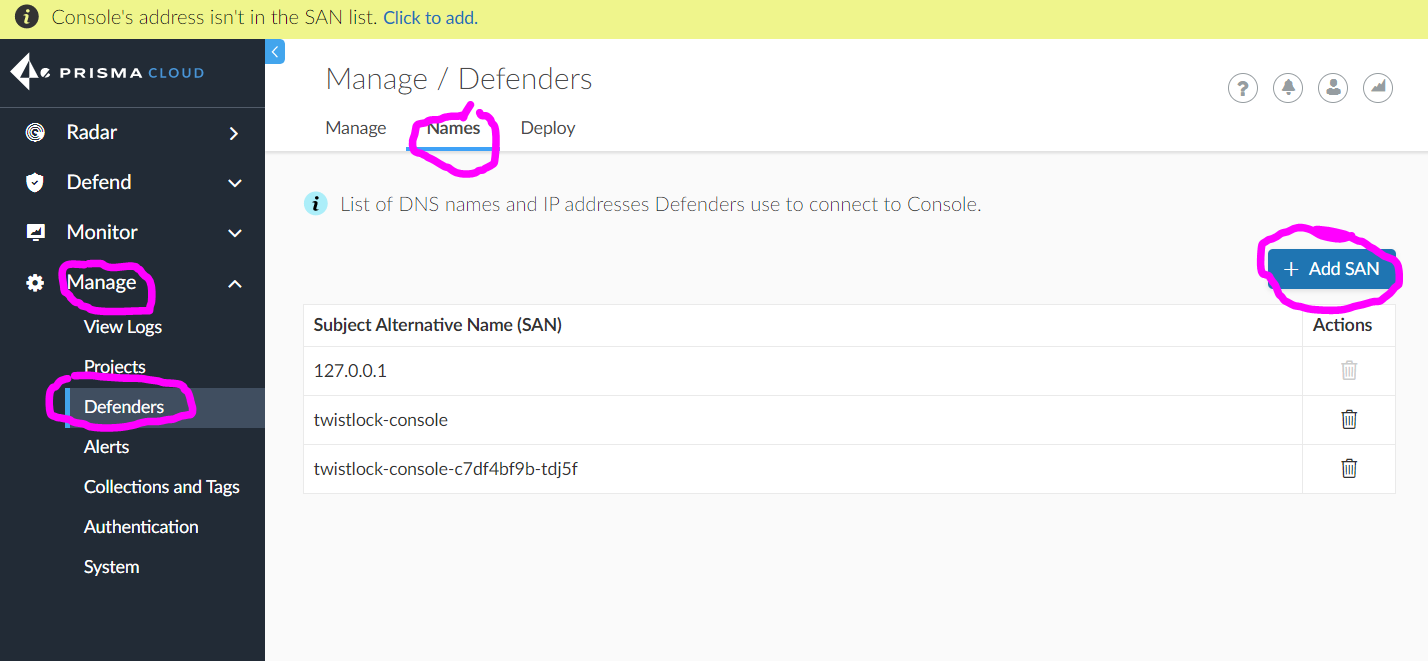 Console's address isn't in the SAN list. Click to add.
PRISMA CLOUD
Radar
Defend
Monitor
Manage
View Logs
Projects
Defenders
Alerts
Collections and Tags
Authentication
System
Manage / Defenders
Manage Names Deploy
List of DNS names and IP addresses Defenders use to connect to Console.
+ Add SAN
Subject Alternative Name (SAN) Actions
127.0.0.1
twistlock-console
twistlock-console-c7df4bf9b-tdj5f